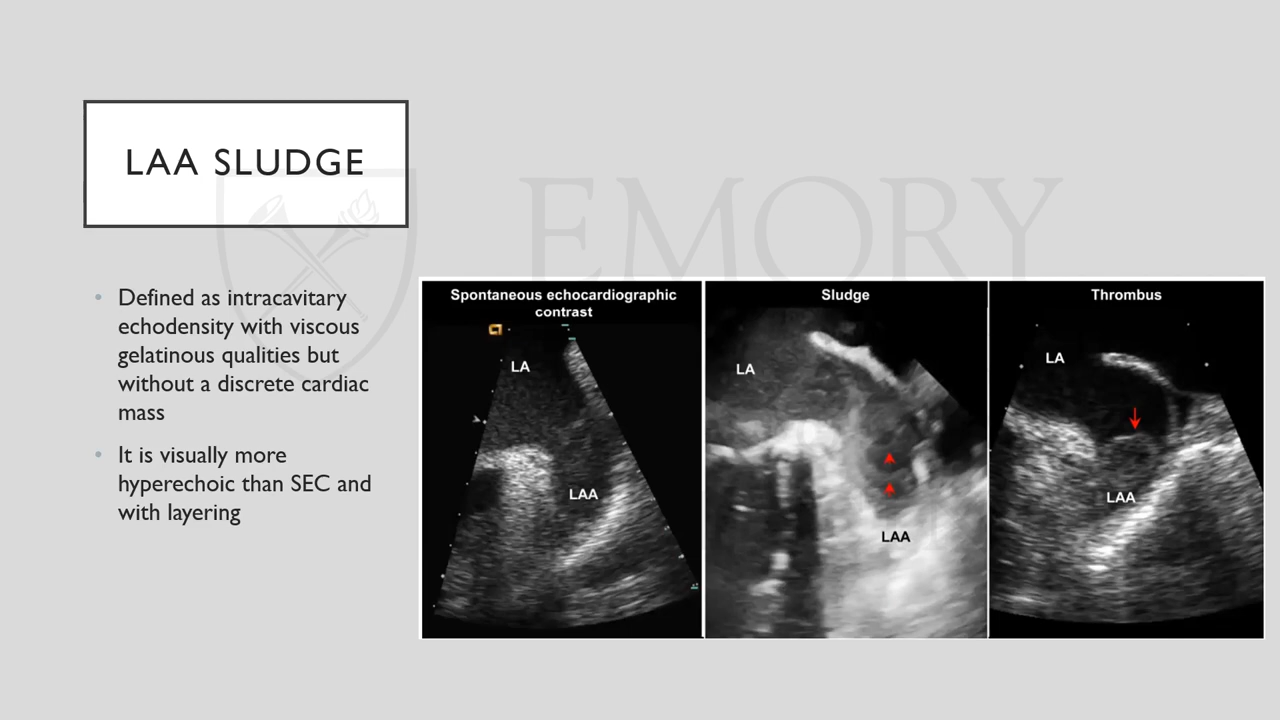 LAA SLUDGE
EMORY
• Defined as intracavitary
echodensity with viscous
gelatinous qualities but
without a discrete cardiac
mass
• It is visually more
hyperechoic than SEC and
with layering
Spontaneous echocardiographic
contrast
LA
LAA
Sludge
LA
LAA
Thrombus
LA
LAA